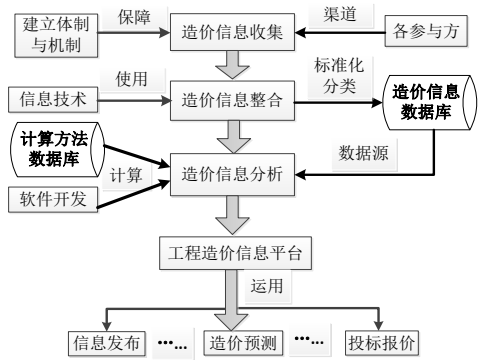 建立体制
与机制
保障
造价信息收集
渠道
各参与方
信息技术
使用
造价信息整合
标准化
分类
造价信息
数据库
计算方法
数据库
计算
造价信息分析
数据源
软件开发
工程造价信息平台
运用
信息发布
••••••
造价预测
••••••
投标报价